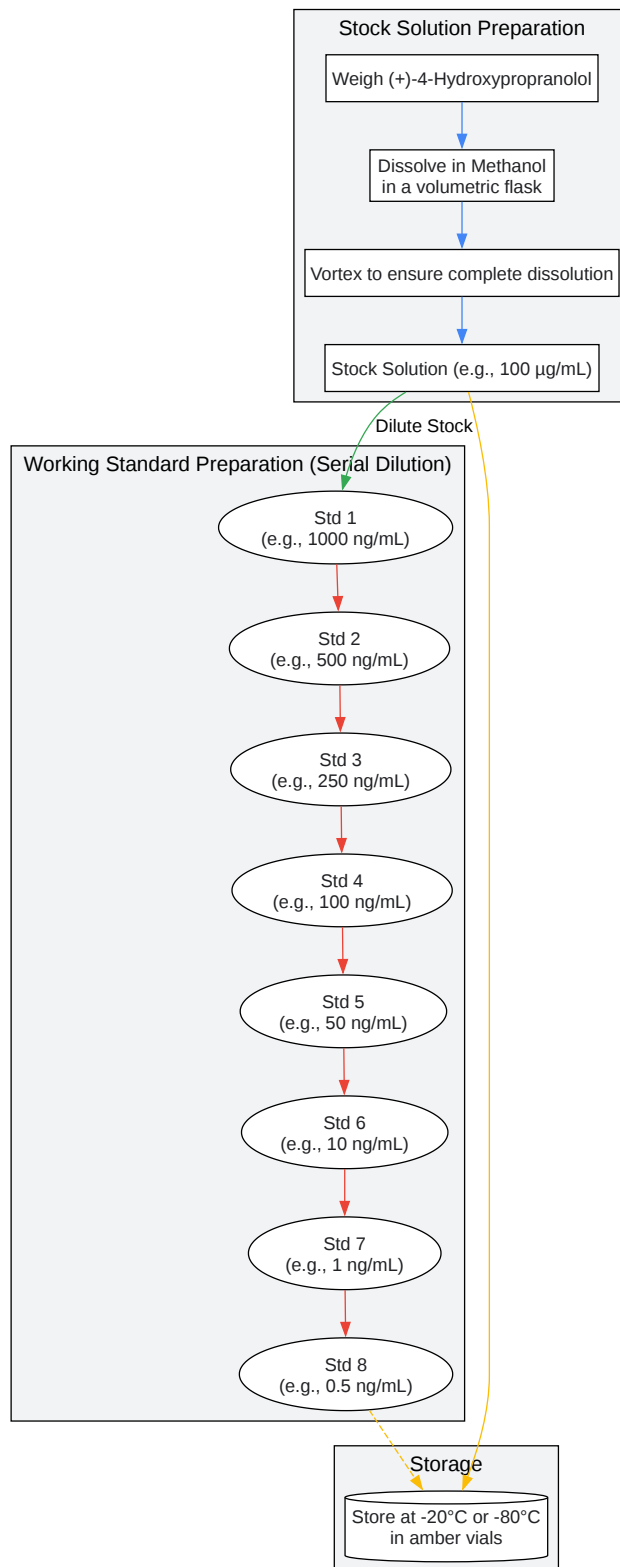 Stock Solution Preparation
Weigh (+)-4-Hydroxypropranolol
Dissolve in Methanol
in a volumetric flask
Vortex to ensure complete dissolution
Stock Solution (e.g., 100 µg/mL)
Dilute Stock
Working Standard Preparation (Serial Dilution)
Std 1
(e.g., 1000 ng/mL)
Std 2
(e.g., 500 ng/mL)
Std 3
(e.g., 250 ng/mL)
Std 4
(e.g., 100 ng/mL)
Std 5
(e.g., 50 ng/mL)
Std 6
(e.g., 10 ng/mL)
Std 7
(e.g., 1 ng/mL)
Std 8
(e.g., 0.5 ng/mL)
Storage
Store at -20°C or -80°C
in amber vials